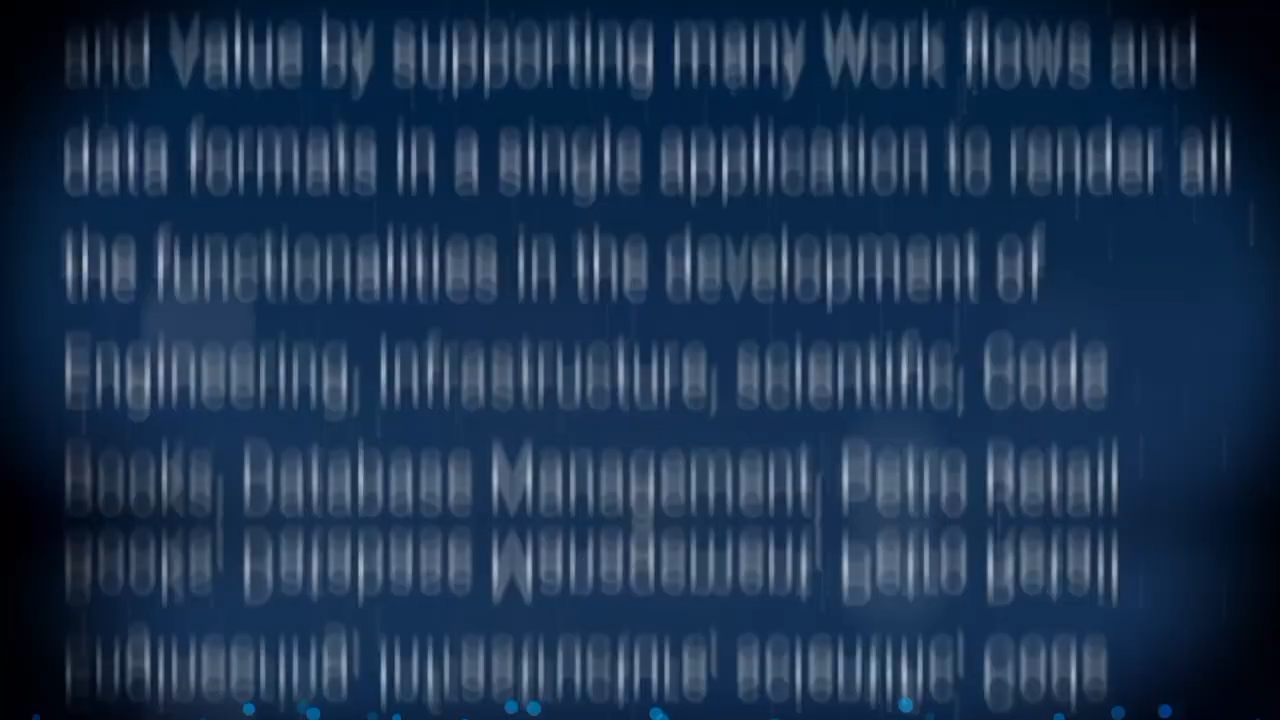 and Value by supporting many Work flows and
data formats in a single application to render all
the functionalities in the development of
Engineering, Infrastructure, scientific, Code
Books, Database Management, Petro Retail